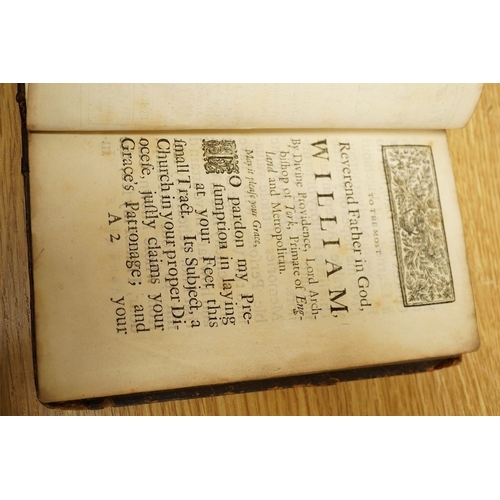 TO THE MOST
Reverend Father in God,
WILLIAM,
By Divine Providence, Lord Arch-
biſhop of York, Primate of Eng-
land and Metropolitan.
May it pleaſe your Grace,
TO pardon my Pre-
ſumption in laying
at your Feet this
ſmall Tract. Its Subject, a
Church in your proper Di-
oceſe, juſtly claims your
Grace's Patronage; and
A 2 your